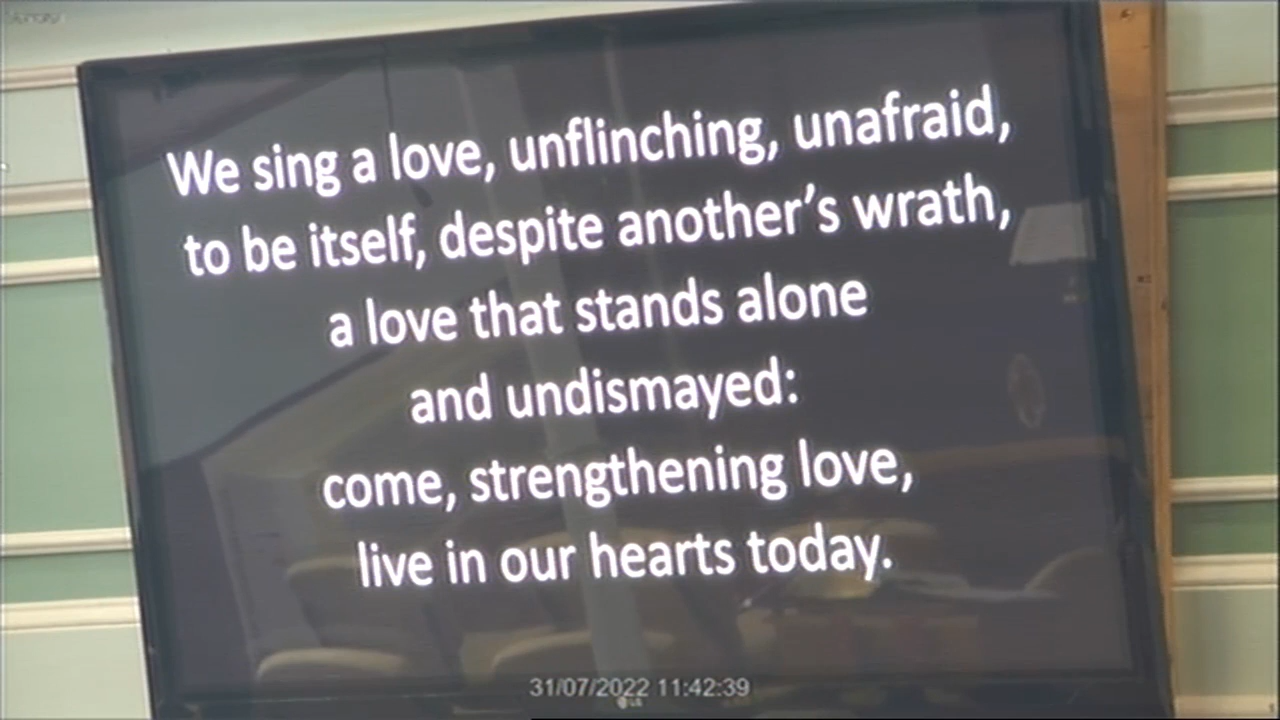 We sing a love, unflinching, unafraid,
to be itself, despite another’s wrath,
a love that stands alone
and undismayed:
come, strengthening love,
live in our hearts today.
31/07/2022 11:42:39
LG